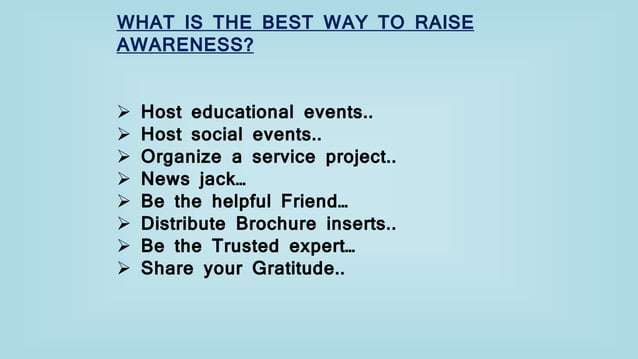 WHAT IS THE BEST WAY TO RAISE
AWARENESS?
➢ Host educational events..
➢ Host social events..
➢ Organize a service project..
➢ News jack…
➢ Be the helpful Friend…
➢ Distribute Brochure inserts..
➢ Be the Trusted expert…
➢ Share your Gratitude..